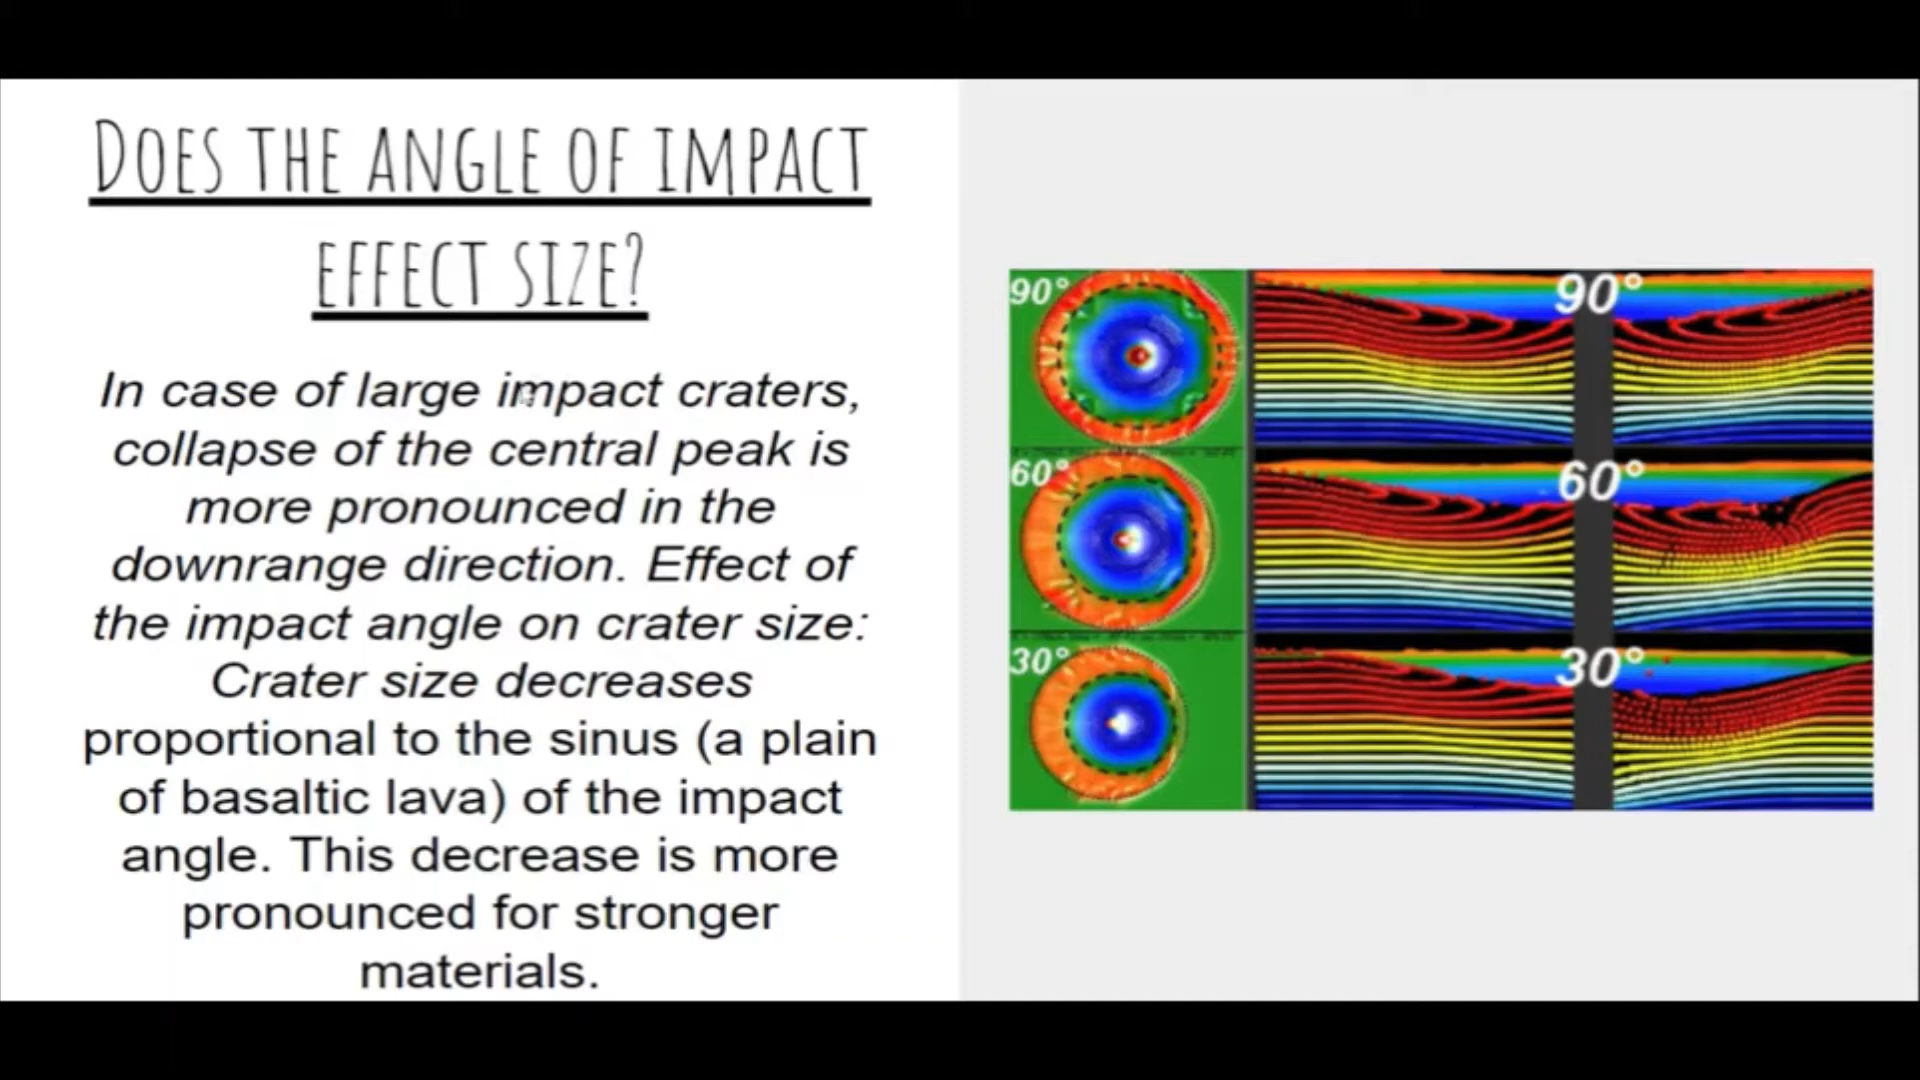 DOES THE ANGLE OF IMPACT
EFFECT SIZE?
In case of large impact craters,
collapse of the central peak is
more pronounced in the
downrange direction. Effect of
the impact angle on crater size:
Crater size decreases
proportional to the sinus (a plain
of basaltic lava) of the impact
angle. This decrease is more
pronounced for stronger
materials.
90° 90°
60° 60°
30° 30°